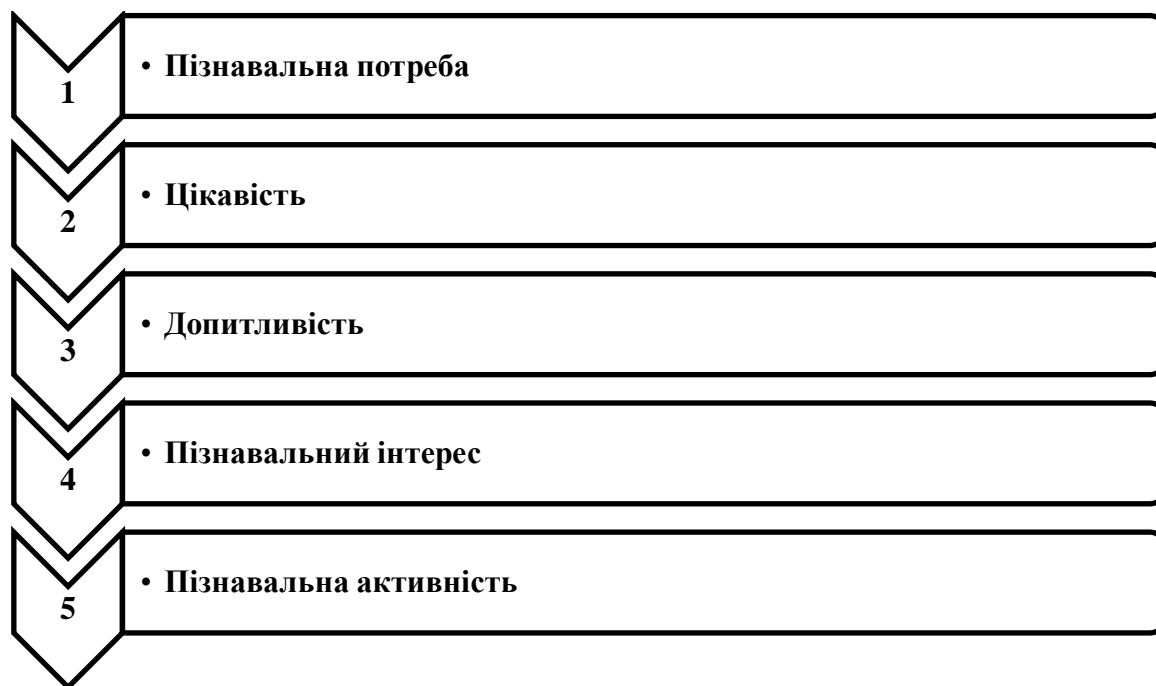 1 • Пізнавальна потреба
2 • Цікавість
3 • Допитливість
4 • Пізнавальний інтерес
5 • Пізнавальна активність